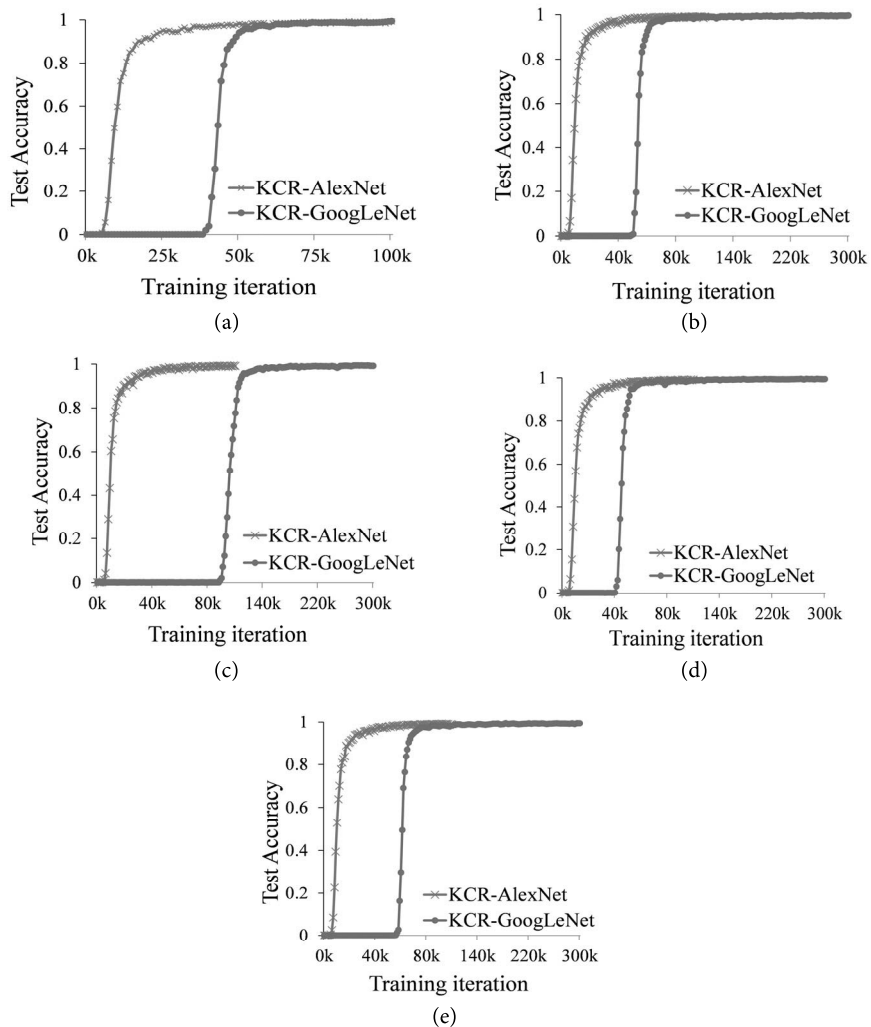 1
0.8
0.6
0.4
0.2
0
Test Accuracy
KCR-AlexNet
KCR-GoogLeNet
0k 25k 50k 75k 100k
Training iteration
(a)
1
0.8
0.6
0.4
0.2
0
Test Accuracy
KCR-AlexNet
KCR-GoogLeNet
0k 40k 80k 140k 220k 300k
Training iteration
(b)
1
0.8
0.6
0.4
0.2
0
Test Accuracy
KCR-AlexNet
KCR-GoogLeNet
0k 40k 80k 140k 220k 300k
Training iteration
(c)
1
0.8
0.6
0.4
0.2
0
Test Accuracy
KCR-AlexNet
KCR-GoogLeNet
0k 40k 80k 140k 220k 300k
Training iteration
(d)
1
0.8
0.6
0.4
0.2
0
Test Accuracy
KCR-AlexNet
KCR-GoogLeNet
0k 40k 80k 140k 220k 300k
Training iteration
(e)